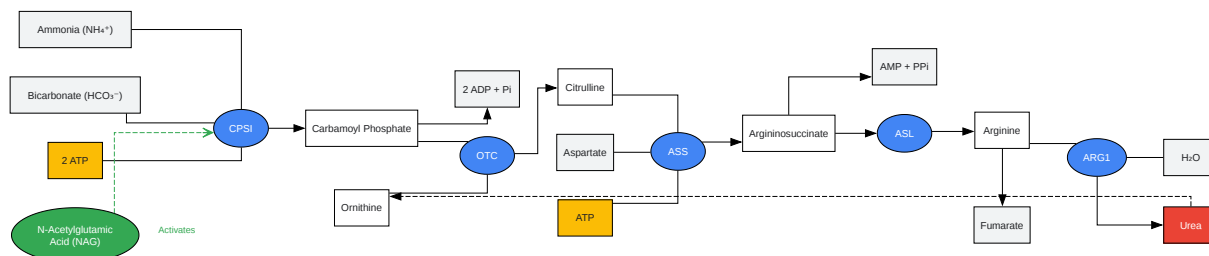 Ammonia (NH₄⁺)
Bicarbonate (HCO₃⁻)
2 ATP
N-Acetylglutamic
Acid (NAG)
Activates
CPSI
Carbamoyl Phosphate
2 ADP + Pi
OTC
Ornithine
Citrulline
Aspartate
ATP
ASS
Argininosuccinate
AMP + PPi
ASL
Arginine
Fumarate
ARG1
H₂O
Urea